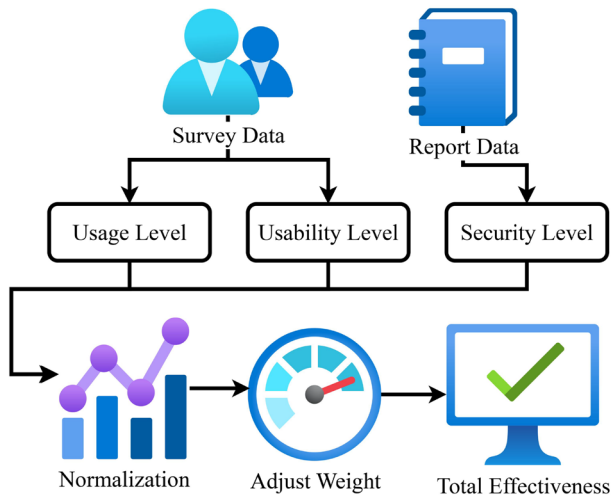 Survey Data
Report Data
Usage Level
Usability Level
Security Level
Normalization
Adjust Weight
Total Effectiveness